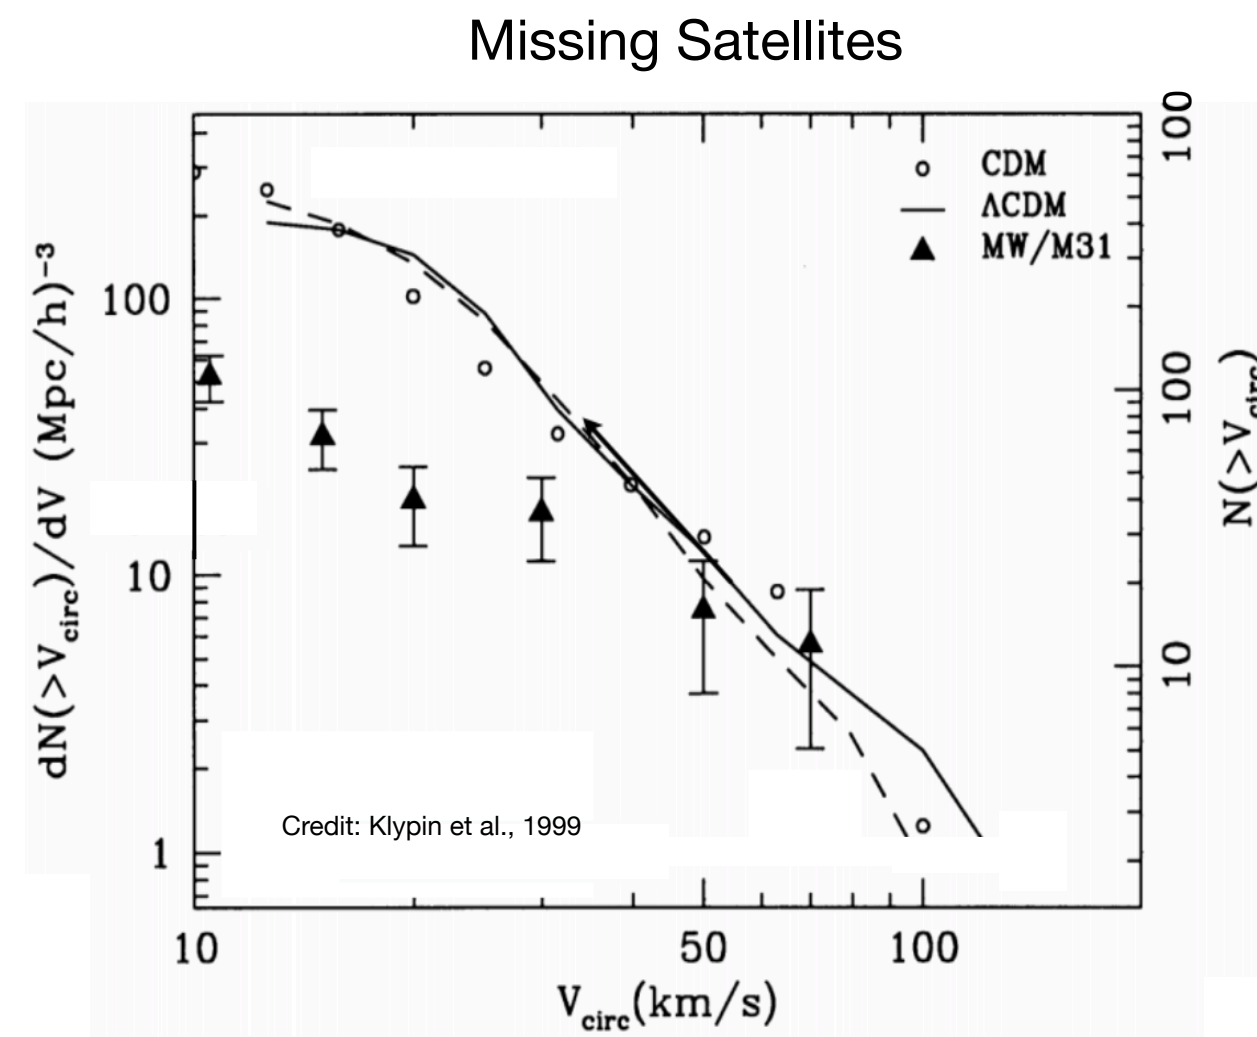 Missing Satellites
CDM
ΛCDM
MW/M31
dN(>V_circ)/dV (Mpc/h)^−3
100
10
1
100
100
10
N(>V_circ)
Credit: Klypin et al., 1999
10
50
100
V_circ(km/s)